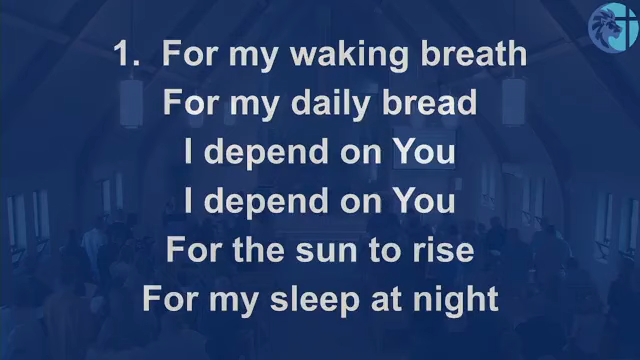 1. For my waking breath
For my daily bread
I depend on You
I depend on You
For the sun to rise
For my sleep at night